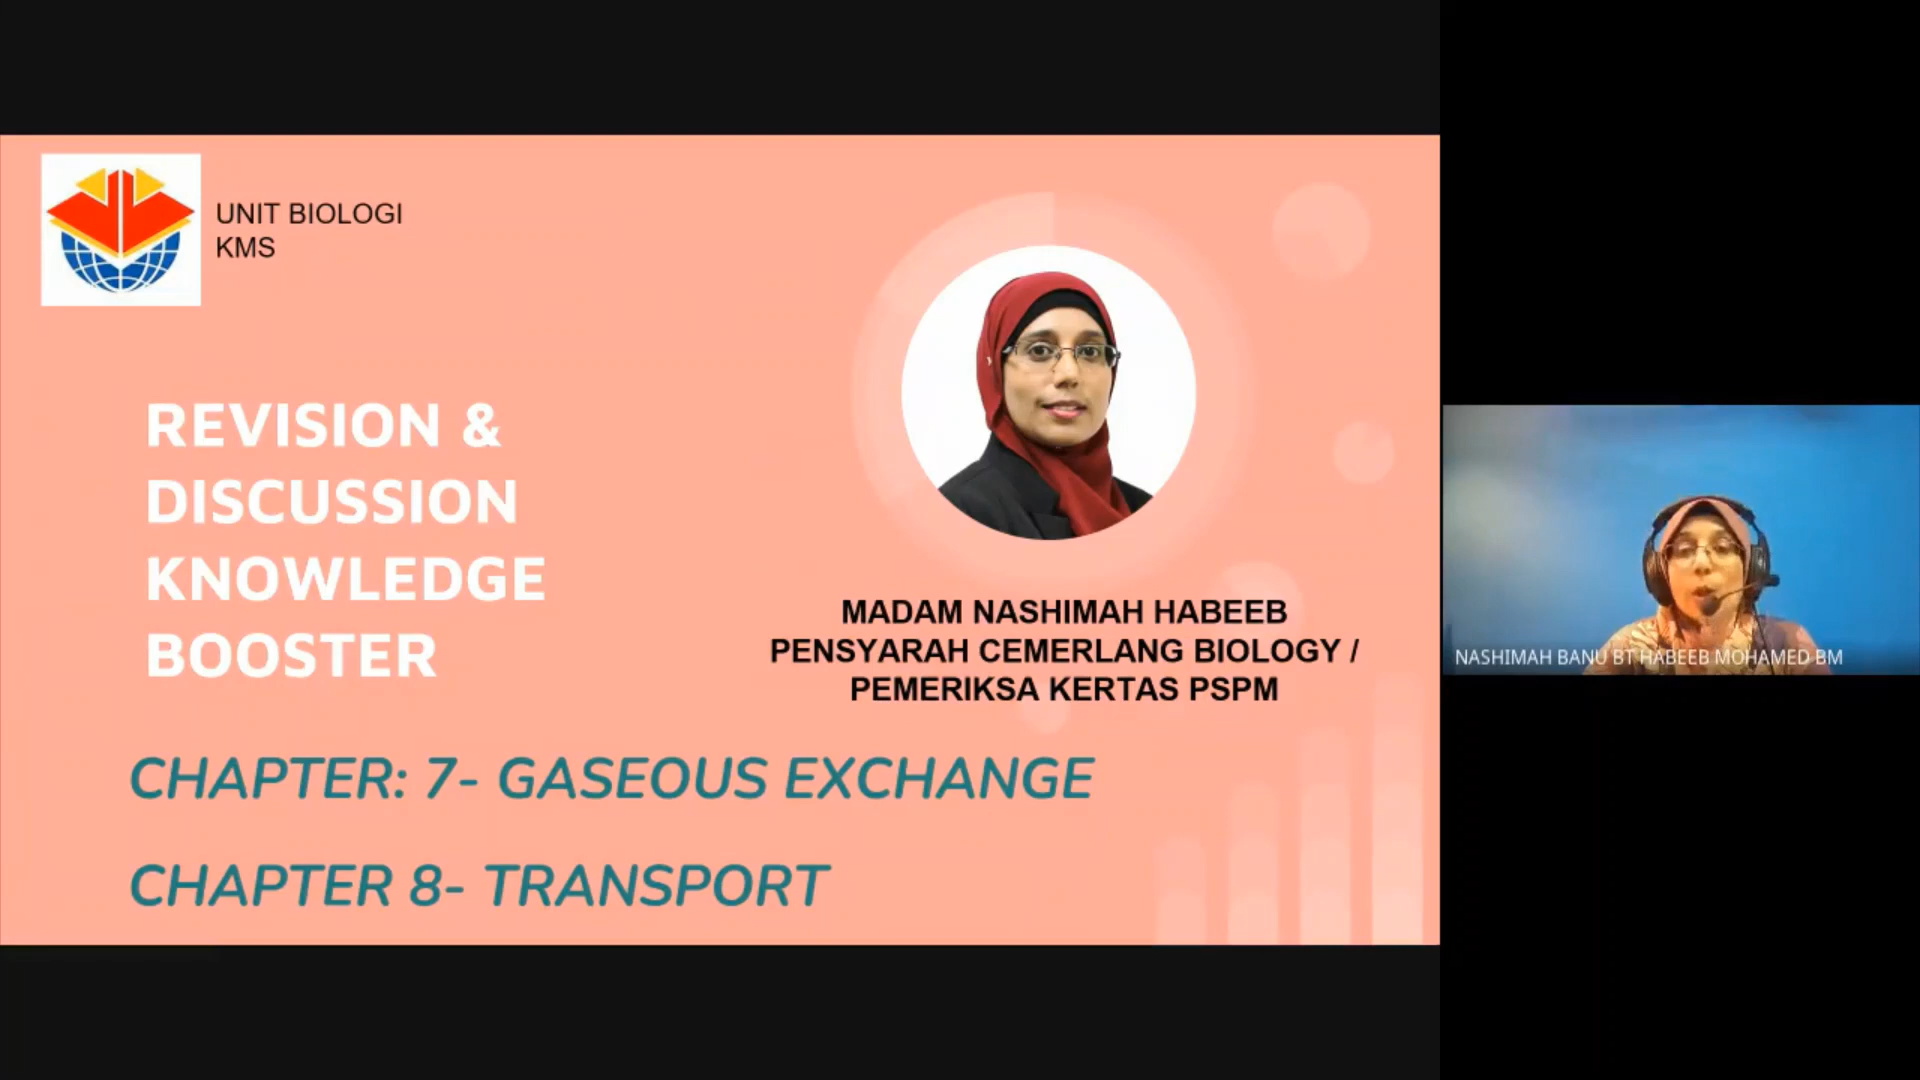 UNIT BIOLOGI
KMS
REVISION &
DISCUSSION
KNOWLEDGE
BOOSTER
MADAM NASHIMAH HABEEB
PENSYARAH CEMERLANG BIOLOGY /
PEMERIKSA KERTAS PSPM
CHAPTER: 7- GASEOUS EXCHANGE
CHAPTER 8- TRANSPORT
NASHIMAH BANU BT HABEEB MOHAMED BM